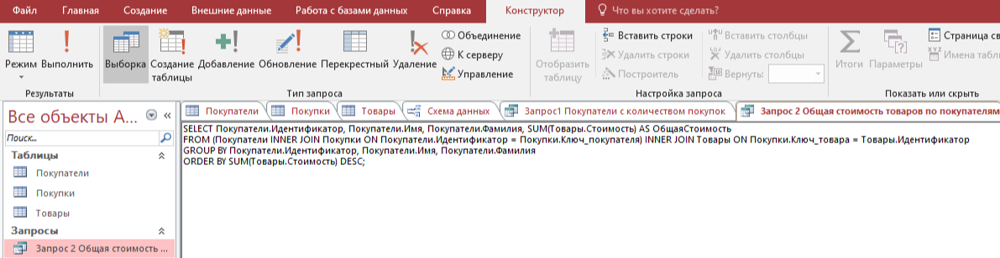 Файл Главная Создание Внешние данные Работа с базами данных Справка Конструктор Что вы хотите сделать?
Режим Выполнить
Результаты
Выборка Создание таблицы Добавление Обновление Перекрестный Удаление
Объединение
К серверу
Управление
Тип запроса
Отобразить таблицу
Вставить строки
Удалить строки
Построитель
Вставить столбцы
Удалить столбцы
Вернуть:
Настройка запроса
Итоги Параметры
Страница св
Имена табл
Показать или скрыть
Все объекты A...
Поиск...
Таблицы
Покупатели
Покупки
Товары
Запросы
Запрос 2 Общая стоимость ...
Покупатели Покупки Товары Схема данных Запрос1 Покупатели с количеством покупок Запрос 2 Общая стоимость товаров по покупателям
SELECT Покупатели.Идентификатор, Покупатели.Имя, Покупатели.Фамилия, SUM(Товары.Стоимость) AS ОбщаяСтоимость
FROM (Покупатели INNER JOIN Покупки ON Покупатели.Идентификатор = Покупки.Ключ_покупателя) INNER JOIN Товары ON Покупки.Ключ_товара = Товары.Идентификатор
GROUP BY Покупатели.Идентификатор, Покупатели.Имя, Покупатели.Фамилия
ORDER BY SUM(Товары.Стоимость) DESC;